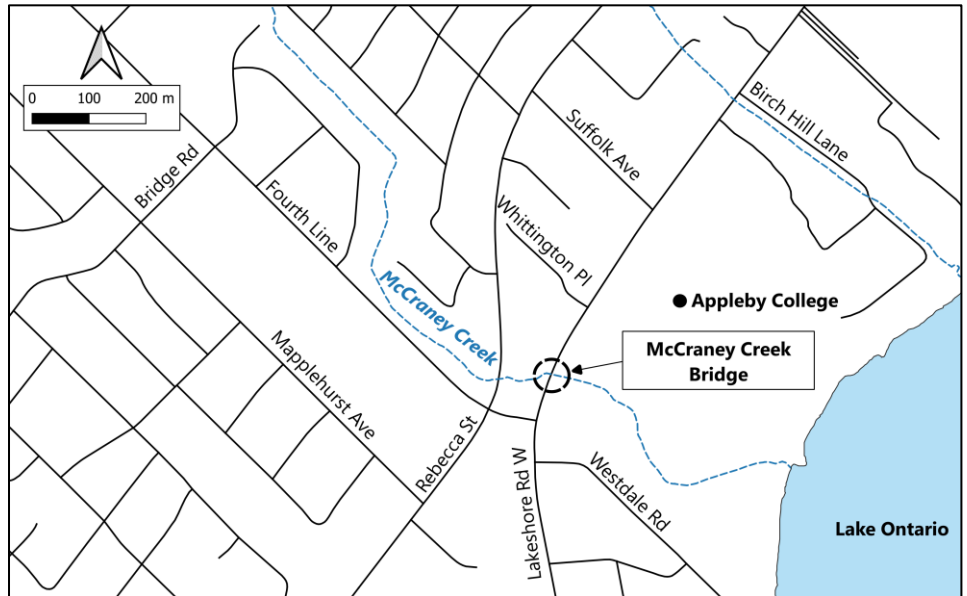 0 100 200 m
Bridge Rd
Fourth Line
Mapplehurst Ave
Rebecca St
McCraney Creek
Whittington Pl
Suffolk Ave
Birch Hill Lane
Appleby College
McCraney Creek
Bridge
Lakeshore Rd W
Westdale Rd
Lake Ontario